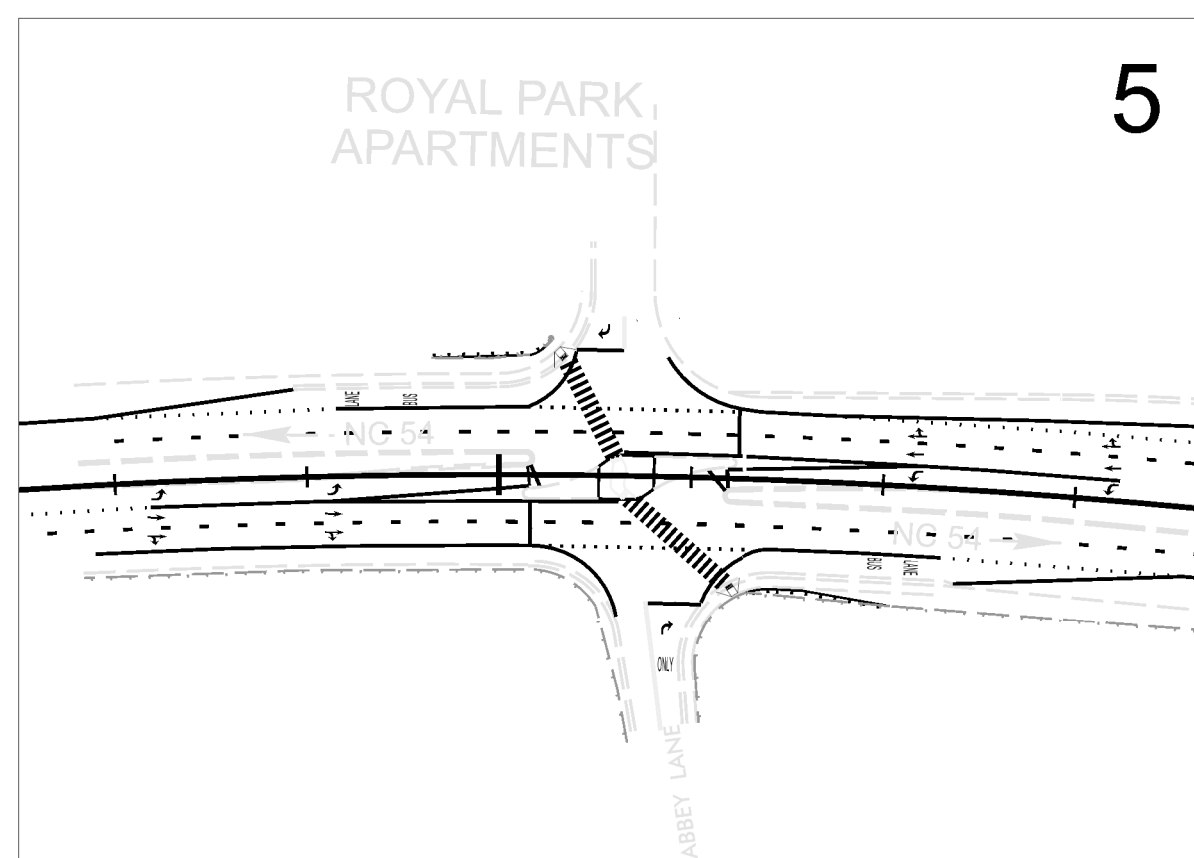 5
ROYAL PARK
APARTMENTS
LANE
BUS
NC 54
NC 54
BUS
LANE
ONLY
ABBEY LANE